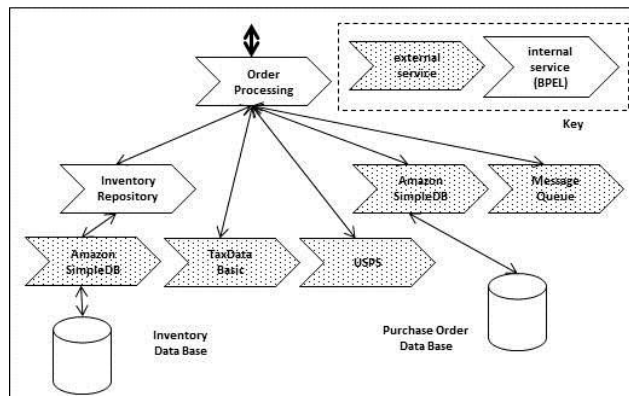 Order
Processing
external
service
internal
service
(BPEL)
Key
Inventory
Repository
Amazon
SimpleDB
Message
Queue
Amazon
SimpleDB
TaxData
Basic
USPS
Inventory
Data Base
Purchase Order
Data Base